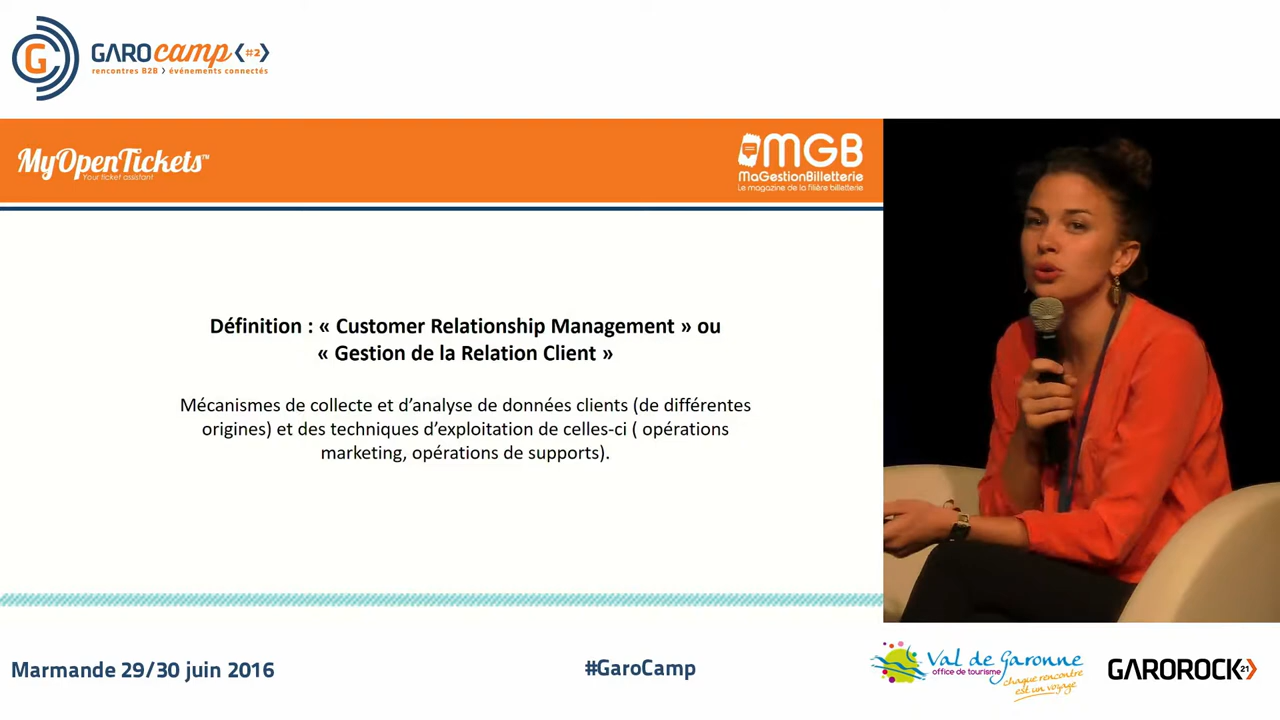 GC
GAROcamp <#2>
rencontres B2B > événements connectés
MyOpenTickets™
Your ticket assistant
MGB
MaGestionBilletterie
Le magazine de la filière billetterie
Définition : « Customer Relationship Management » ou
« Gestion de la Relation Client »
Mécanismes de collecte et d’analyse de données clients (de différentes
origines) et des techniques d’exploitation de celles-ci ( opérations
marketing, opérations de supports).
Marmande 29/30 juin 2016
#GaroCamp
Val de Garonne
office de tourisme
chaque rencontre
est un voyage
GAROROCK 21